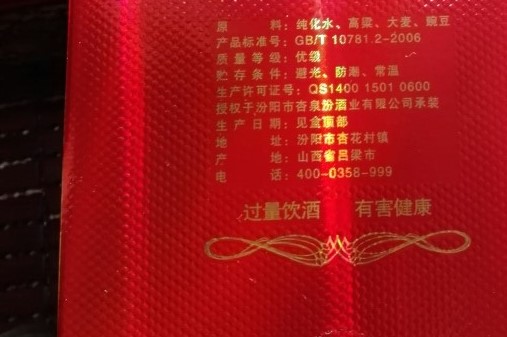 原 料：纯化水、高粱、大麦、豌豆
产品标准号：GB/T 10781.2-2006
质量等级：优级
贮存条件：避光、防潮、常温
生产许可证号：QS1400 1501 0600
授权于汾阳市杏泉汾酒业有限公司承装
生产日期：见盒顶部
地 址：汾阳市杏花村镇
产 地：山西省吕梁市
电 话：400-0358-999
过量饮酒 有害健康